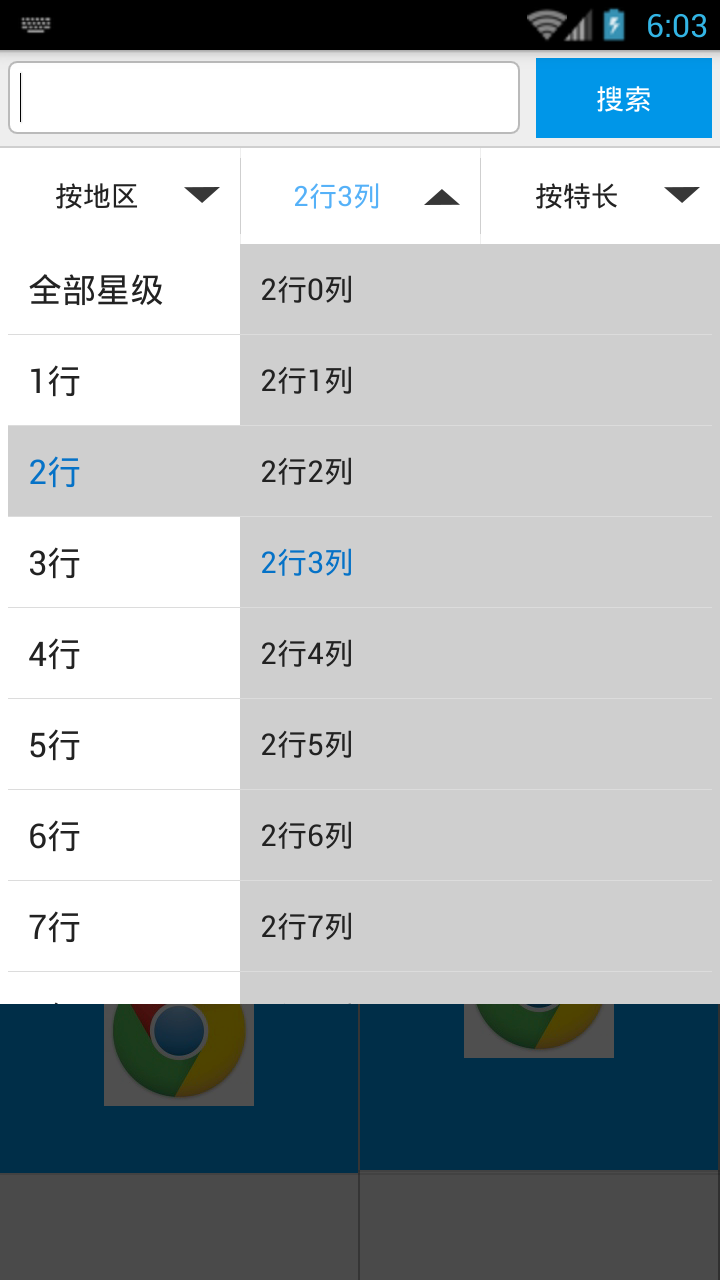 6:03
搜索
按地区 2行3列 按特长
全部星级 2行0列
1行 2行1列
2行 2行2列
3行 2行3列
4行 2行4列
5行 2行5列
6行 2行6列
7行 2行7列